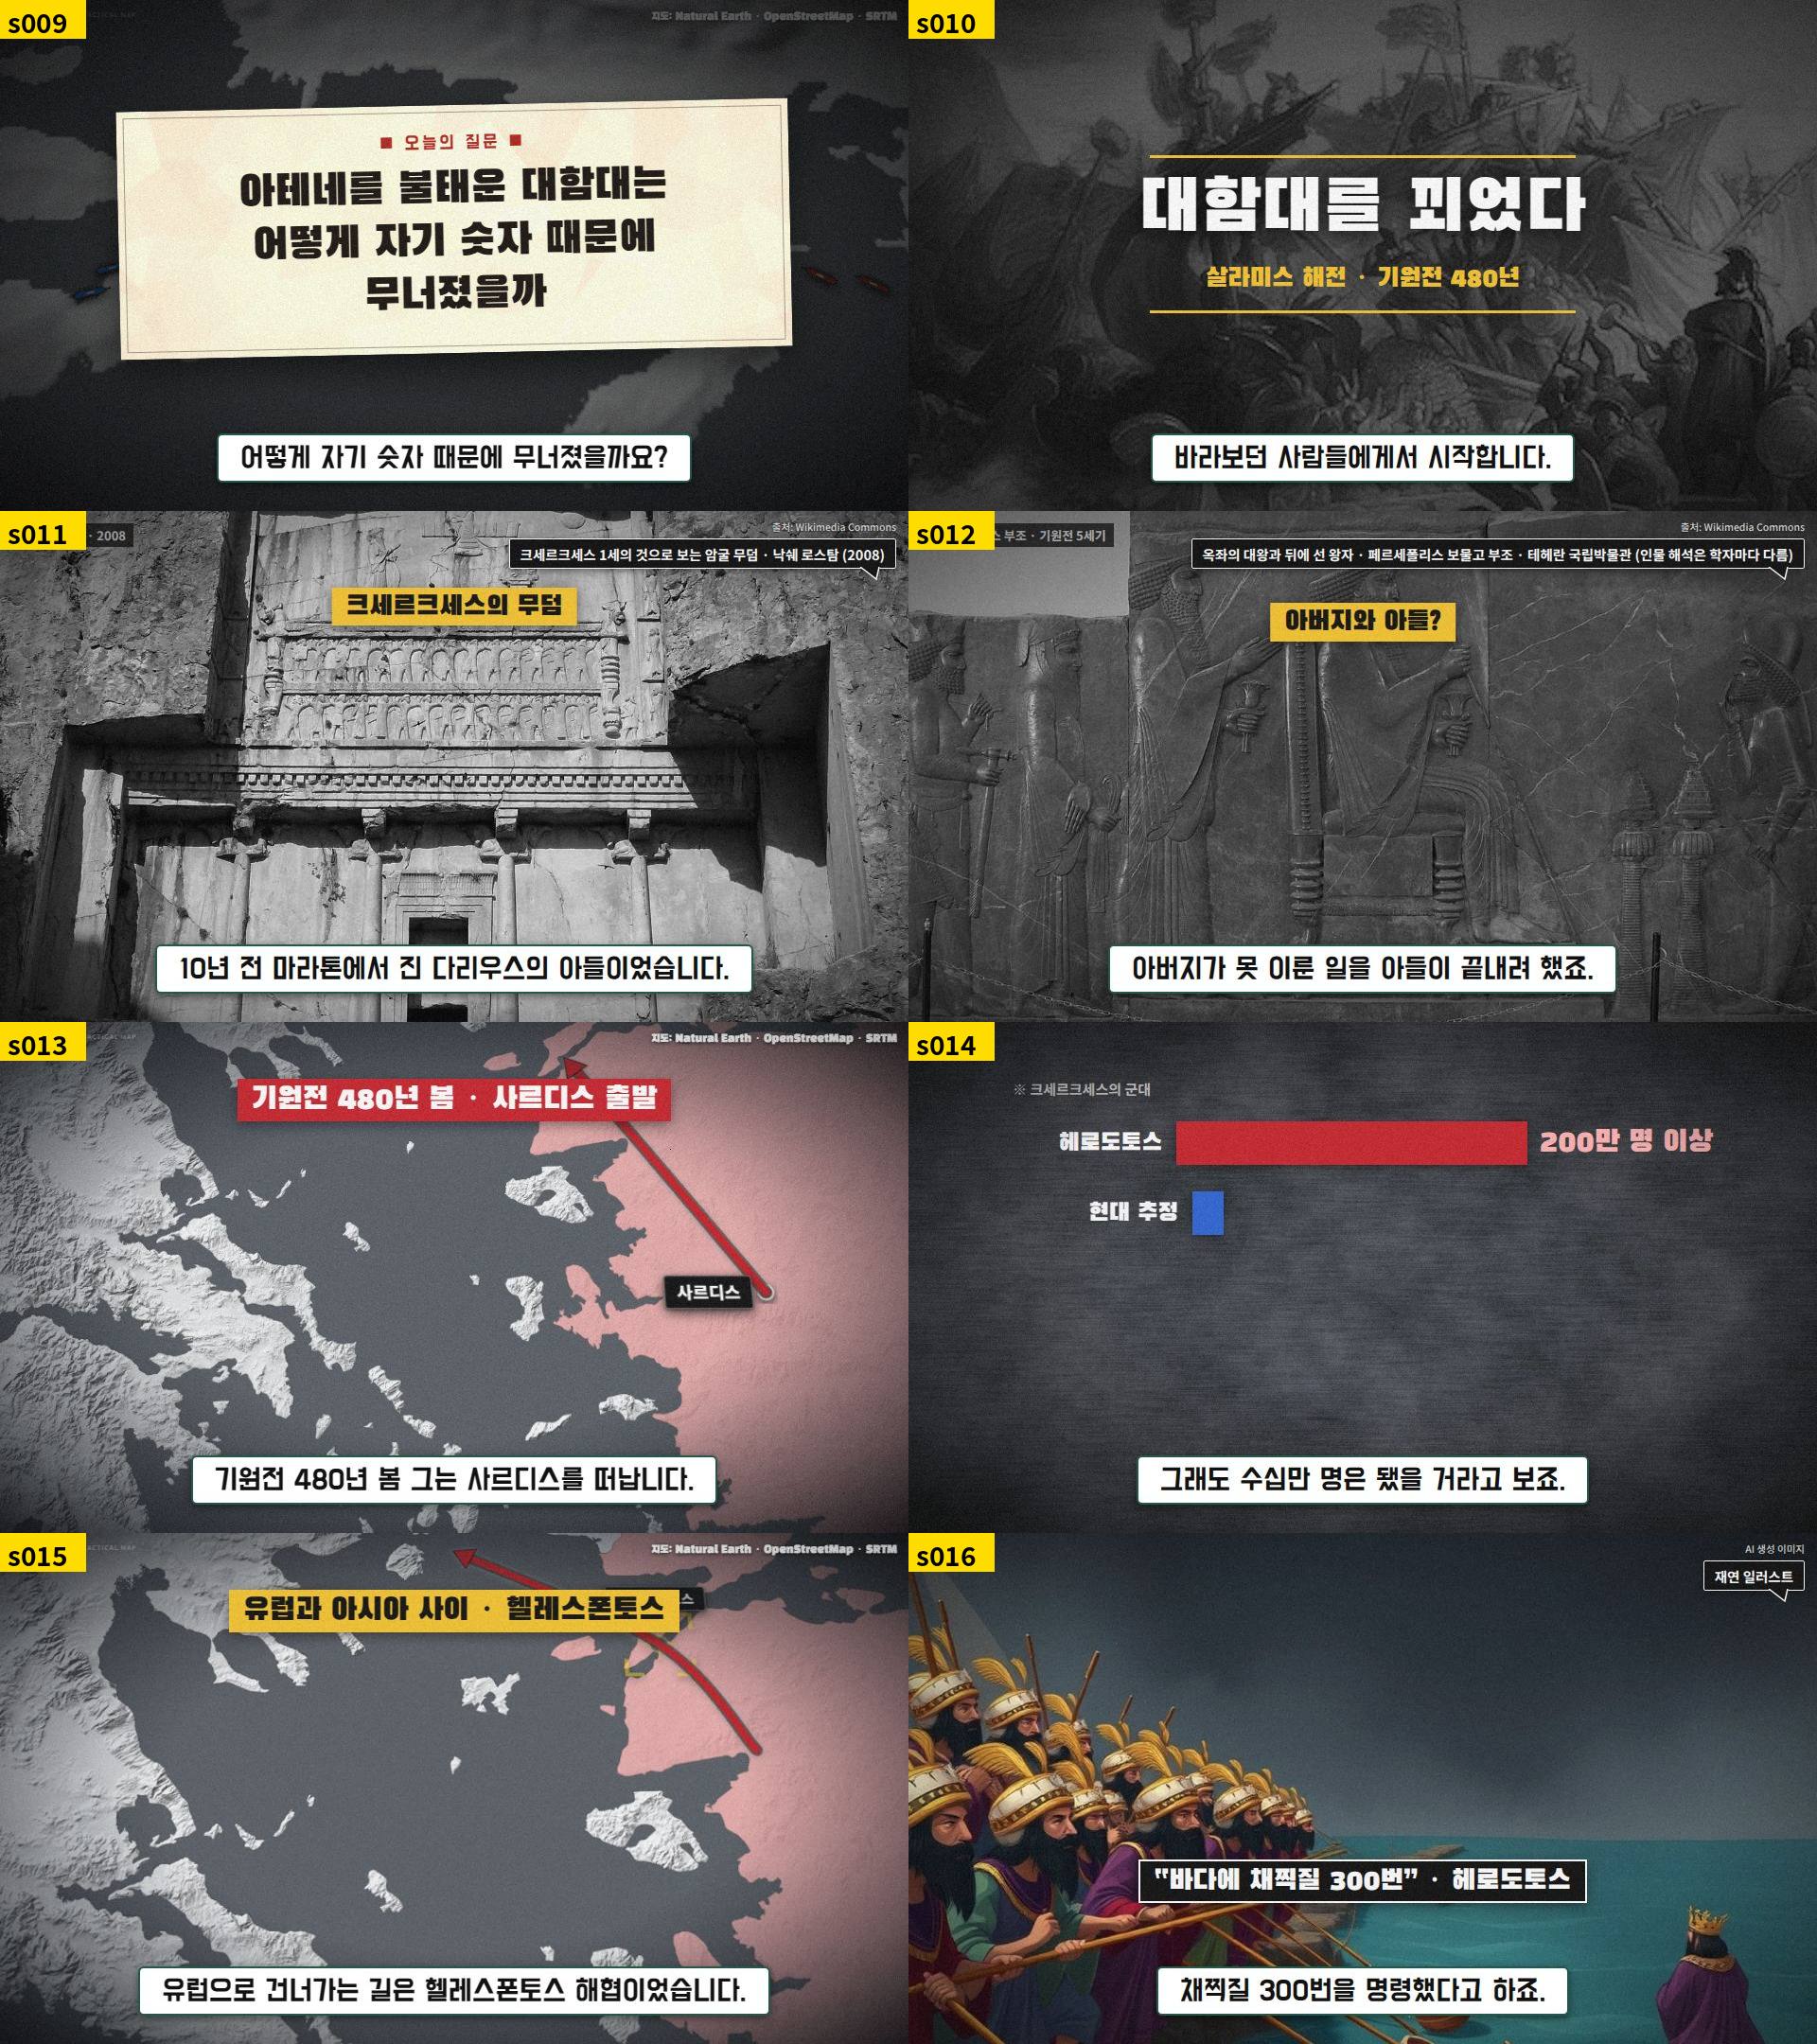 s009
지도: Natural Earth · OpenStreetMap · SRTM
■ 오늘의 질문 ■
아테네를 불태운 대함대는
어떻게 자기 숫자 때문에
무너졌을까
어떻게 자기 숫자 때문에 무너졌을까요?
s010
대함대를 꾀었다
살라미스 해전 · 기원전 480년
바라보던 사람들에게서 시작합니다.
s011
· 2008
출처: Wikimedia Commons
크세르크세스 1세의 것으로 보는 암굴 무덤 · 낙쉐 로스탐 (2008)
크세르크세스의 무덤
10년 전 마라톤에서 진 다리우스의 아들이었습니다.
s012
스 부조 · 기원전 5세기
출처: Wikimedia Commons
옥좌의 대왕과 뒤에 선 왕자 · 페르세폴리스 보물고 부조 · 테헤란 국립박물관 (인물 해석은 학자마다 다름)
아버지와 아들?
아버지가 못 이룬 일을 아들이 끝내려 했죠.
s013
지도: Natural Earth · OpenStreetMap · SRTM
기원전 480년 봄 · 사르디스 출발
사르디스
기원전 480년 봄 그는 사르디스를 떠납니다.
s014
※ 크세르크세스의 군대
헤로도토스 200만 명 이상
현대 추정
그래도 수십만 명은 됐을 거라고 보죠.
s015
TACTICAL MAP
지도: Natural Earth · OpenStreetMap · SRTM
유럽과 아시아 사이 · 헬레스폰토스
스
유럽으로 건너가는 길은 헬레스폰토스 해협이었습니다.
s016
AI 생성 이미지
재연 일러스트
"바다에 채찍질 300번" · 헤로도토스
채찍질 300번을 명령했다고 하죠.